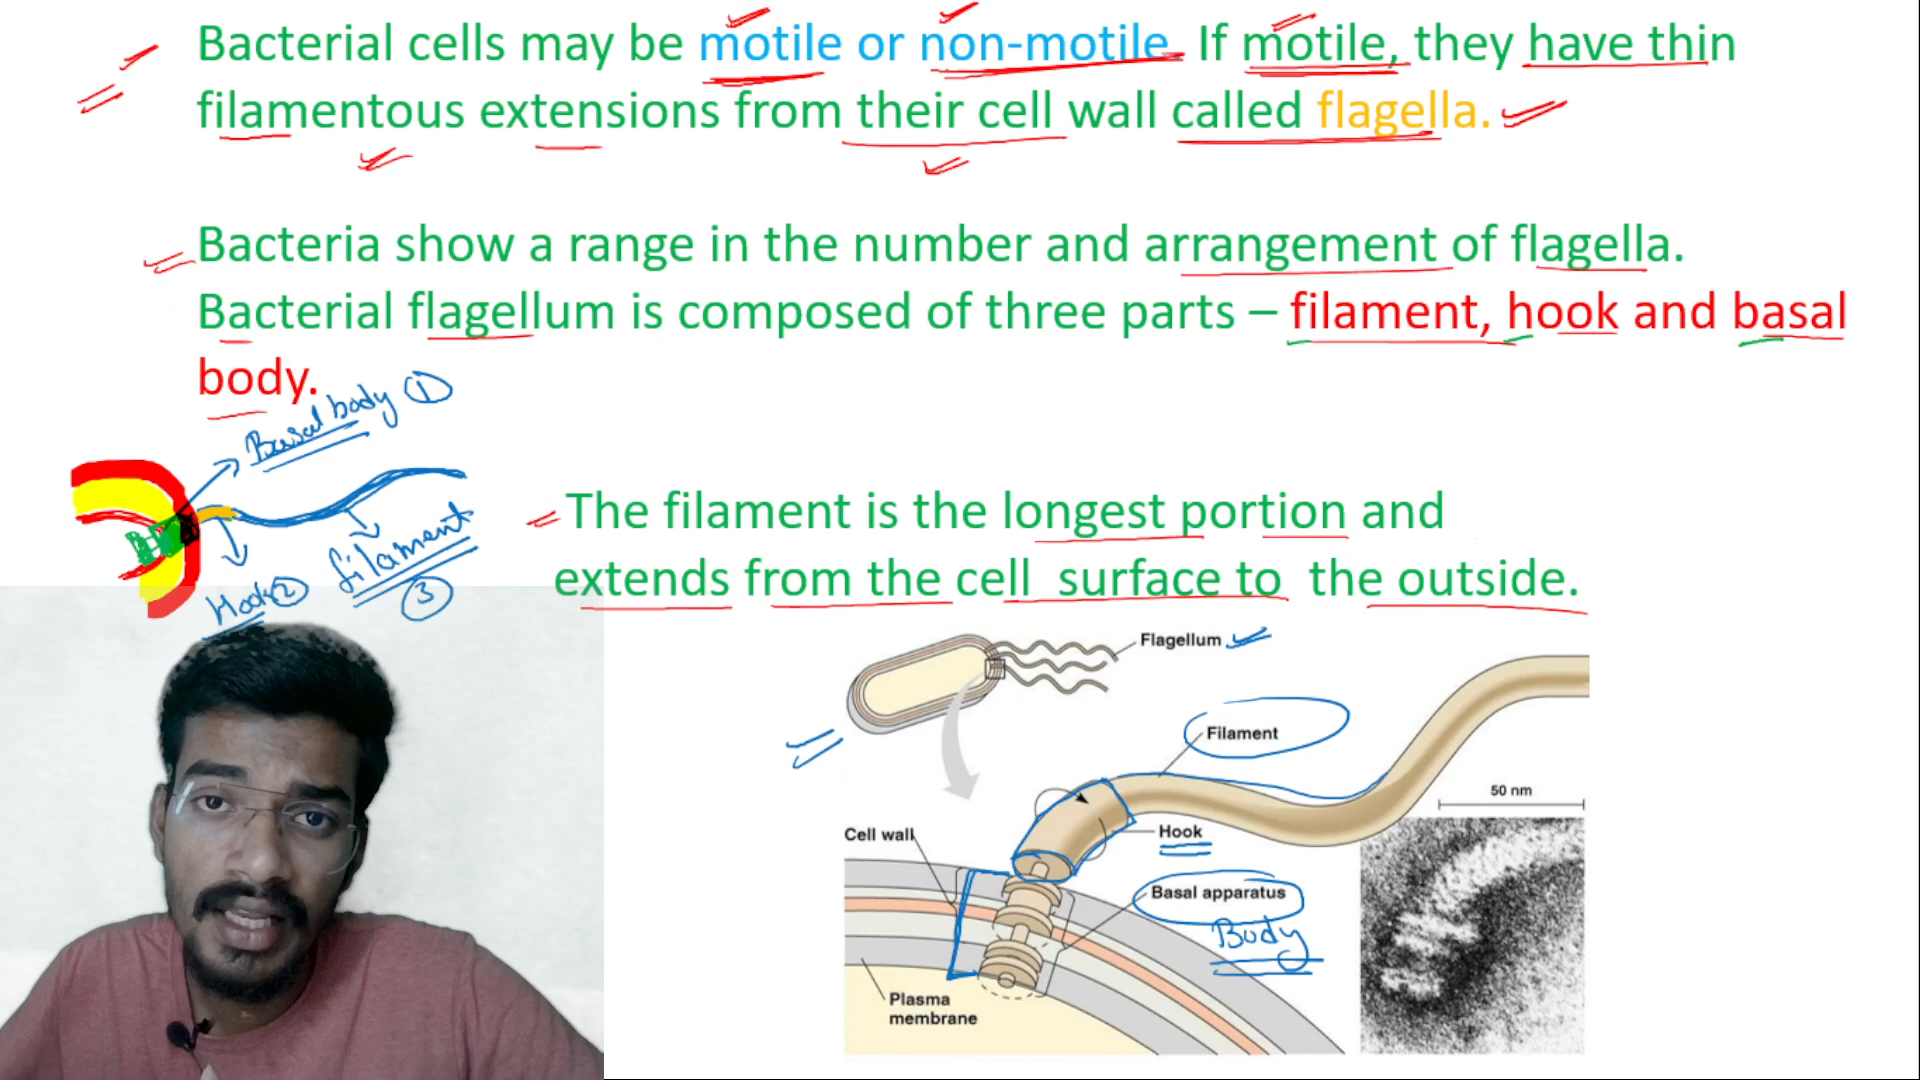 Bacterial cells may be motile or non-motile. If motile, they have thin
filamentous extensions from their cell wall called flagella.
Bacteria show a range in the number and arrangement of flagella.
Bacterial flagellum is composed of three parts – filament, hook and basal
body.
Basal body 1
filament
3
Hook 2
The filament is the longest portion and
extends from the cell surface to the outside.
Flagellum
Filament
50 nm
Cell wall
Hook
Basal apparatus
Body
Plasma
membrane